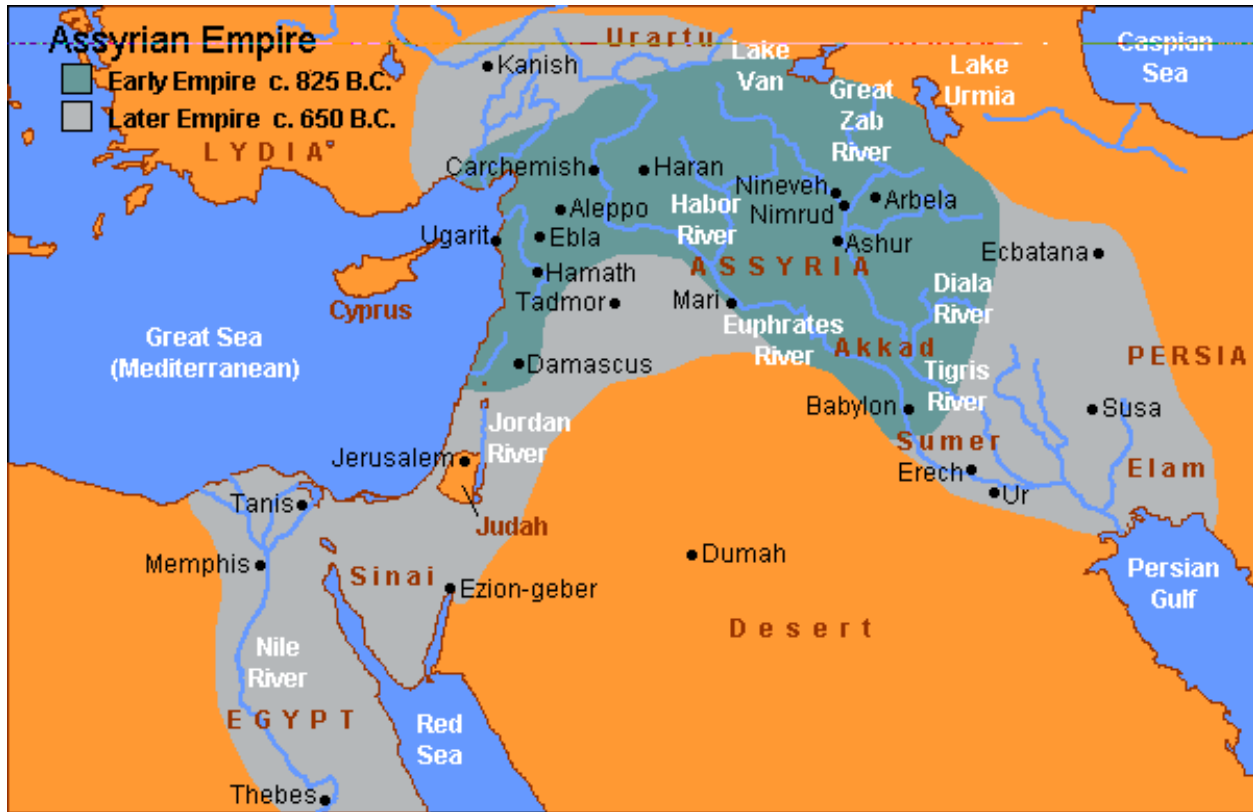 Assyrian Empire
Early Empire c. 825 B.C.
Later Empire c. 650 B.C.
LYDIA
Kanish
Urartu
Lake
Van
Great
Zab
River
Lake
Urmia
Caspian
Sea
Carchemish
Haran
Nineveh
Nimrud
Arbela
Aleppo
Habor
River
Ugarit
Ebla
Ashur
Ecbatana
Hamath
ASSYRIA
Cyprus
Tadmor
Mari
Diala
River
Great Sea
(Mediterranean)
Euphrates
River
Akkad
PERSIA
Damascus
Tigris
River
Babylon
Susa
Jordan
River
Sumer
Jerusalem
Erech
Elam
Ur
Tanis
Judah
Memphis
Sinai
Dumah
Ezion-geber
Persian
Gulf
Desert
Nile
River
EGYPT
Red
Sea
Thebes